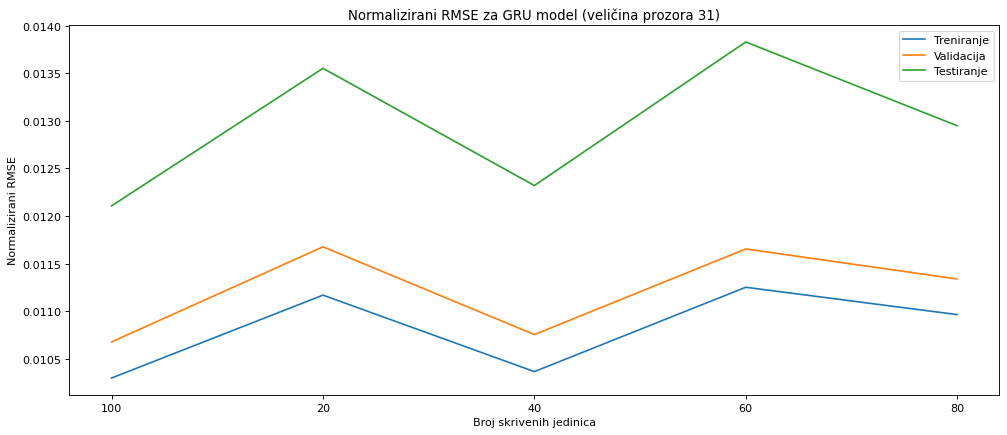 Normalizirani RMSE za GRU model (veličina prozora 31)
0.0140
0.0135
0.0130
0.0125
0.0120
0.0115
0.0110
0.0105
Normalizirani RMSE
Treniranje
Validacija
Testiranje
100 20 40 60 80
Broj skrivenih jedinica